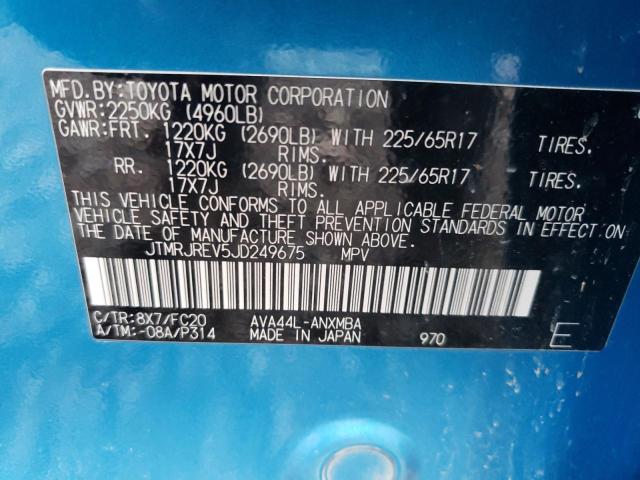 MFD.BY:TOYOTA MOTOR CORPORATION
GVWR:2250KG (4960LB)
GAWR:FRT. 1220KG (2690LB) WITH 225/65R17 TIRES.
17X7J RIMS.
RR. 1220KG (2690LB) WITH 225/65R17 TIRES.
17X7J RIMS.
THIS VEHICLE CONFORMS TO ALL APPLICABLE FEDERAL MOTOR
VEHICLE SAFETY AND THEFT PREVENTION STANDARDS IN EFFECT ON
THE DATE OF MANUFACTURE SHOWN ABOVE.
JTMRJREV5JD249675 MPV
C/TR:8X7/FC20 AVA44L-ANXMBA
A/TM:-08A/P314 MADE IN JAPAN 970 E